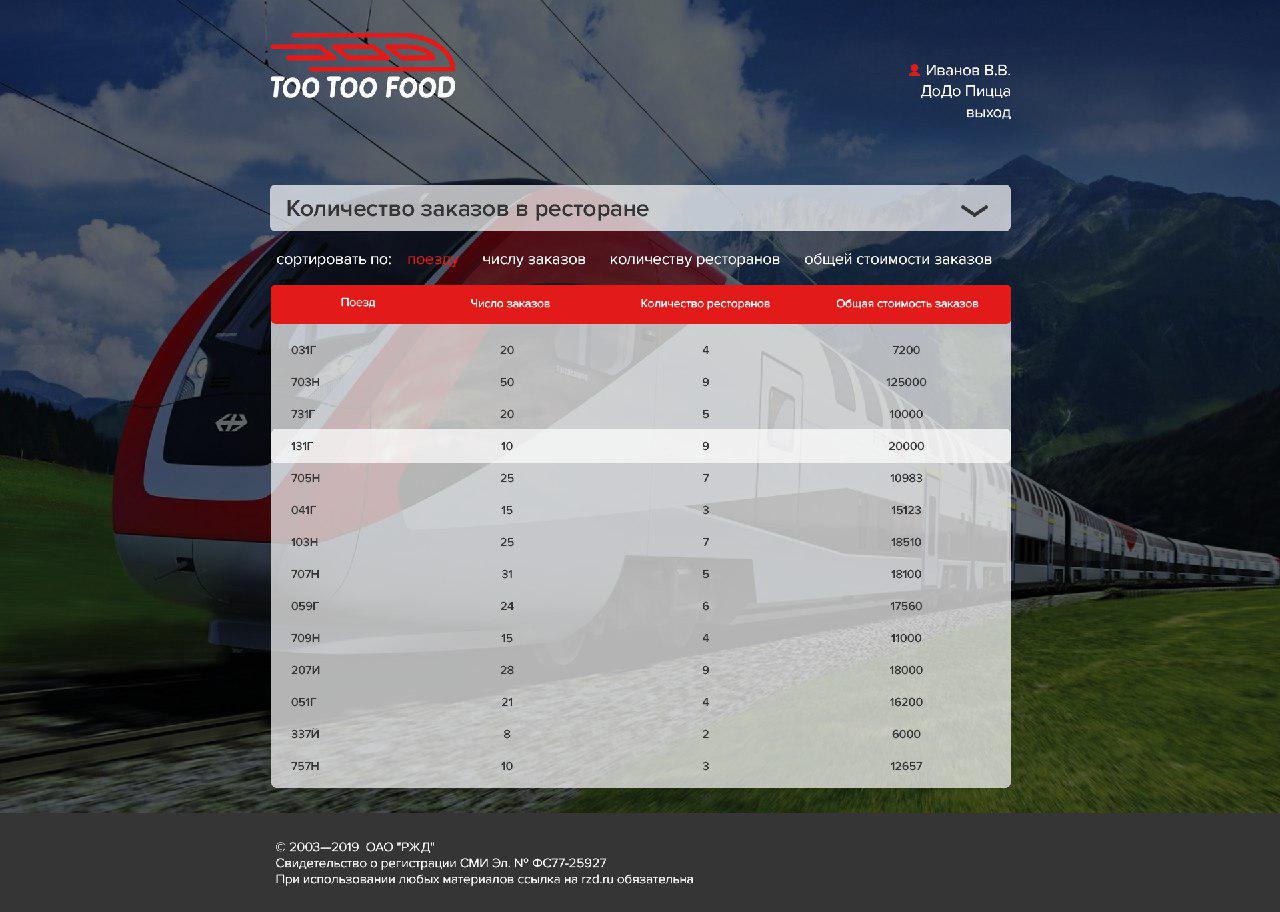 TOO TOO FOOD
Иванов В.В.
ДоДо Пицца
выход
Количество заказов в ресторане
сортировать по: поезду числу заказов количеству ресторанов общей стоимости заказов
Поезд Число заказов Количество ресторанов Общая стоимость заказов
031Г 20 4 7200
703Н 50 9 125000
731Г 20 5 10000
131Г 10 9 20000
705Н 25 7 10983
041Г 15 3 15123
103Н 25 7 18510
707Н 31 5 18100
059Г 24 6 17560
709Н 15 4 11000
207И 28 9 18000
051Г 21 4 16200
337И 8 2 6000
757Н 10 3 12657
© 2003—2019 ОАО "РЖД"
Свидетельство о регистрации СМИ Эл. № ФС77-25927
При использовании любых материалов ссылка на rzd.ru обязательна